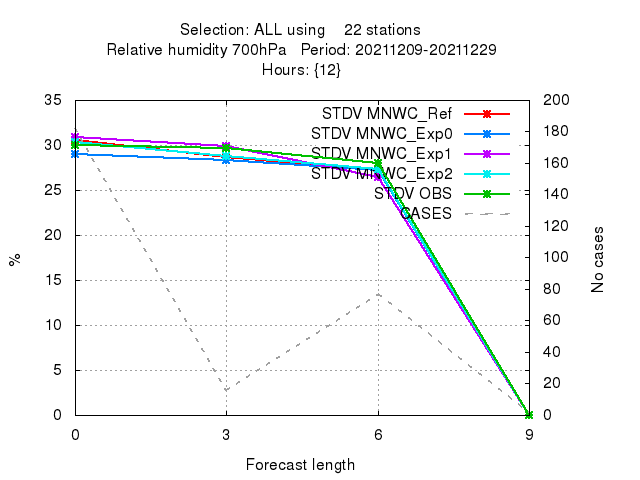 Selection: ALL using 22 stations
Relative humidity 700hPa Period: 20211209-20211229
Hours: {12}
35
30
25
20
15
10
5
0
%
200
180
160
140
120
100
80
60
40
20
0
No cases
STDV MNWC_Ref
STDV MNWC_Exp0
STDV MNWC_Exp1
STDV MNWC_Exp2
STDV OBS
CASES
0 3 6 9
Forecast length